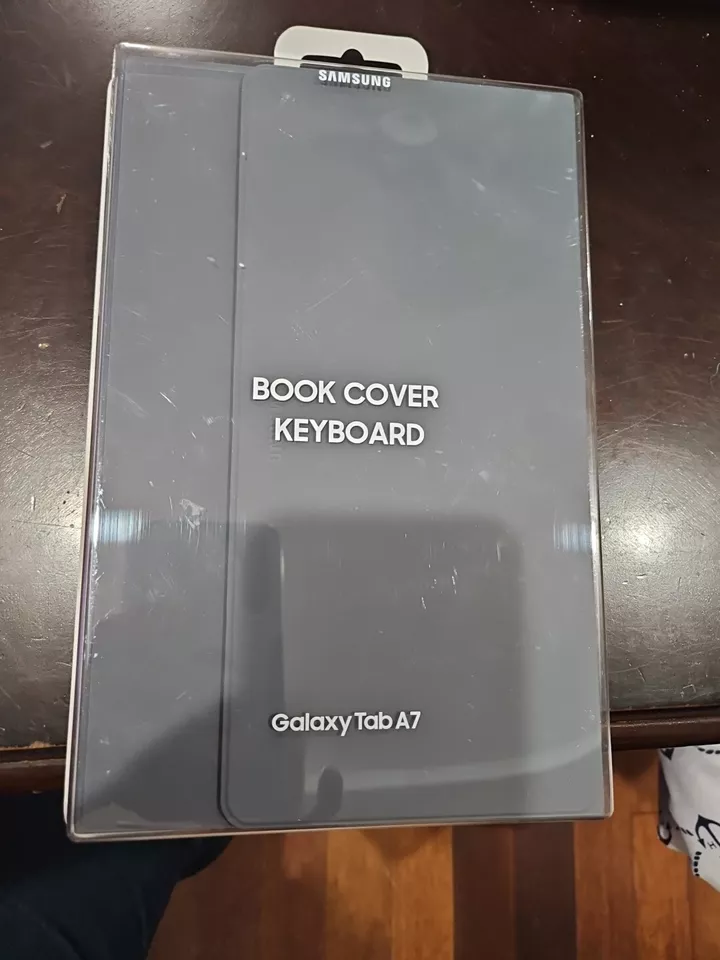 SAMSUNG
BOOK COVER
KEYBOARD
Galaxy Tab A7